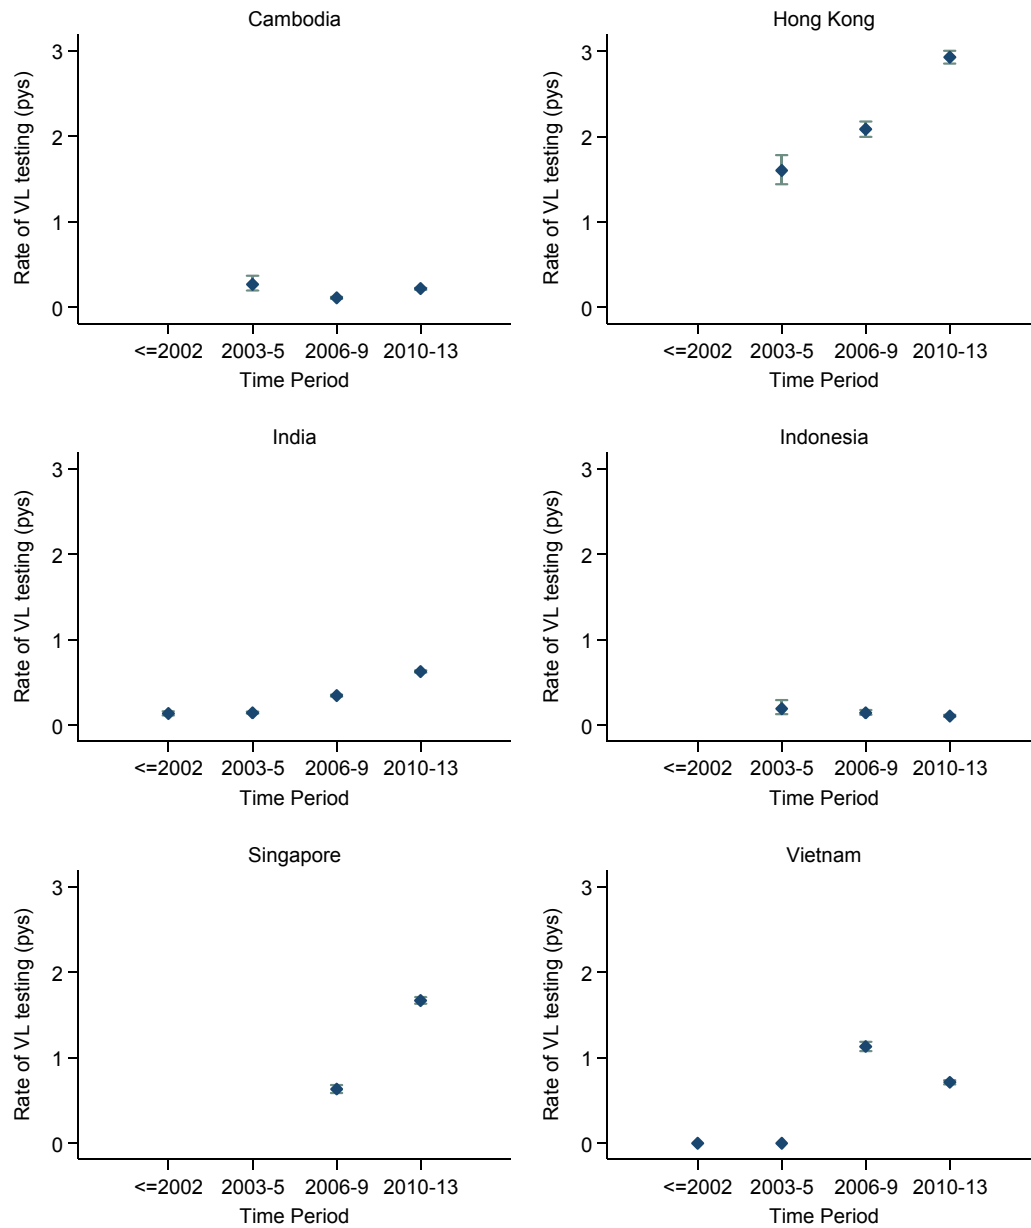 Cambodia
Rate of VL testing (pys)
3
2
1
0
<=2002 2003-5 2006-9 2010-13
Time Period
Hong Kong
Rate of VL testing (pys)
3
2
1
0
<=2002 2003-5 2006-9 2010-13
Time Period
India
Rate of VL testing (pys)
3
2
1
0
<=2002 2003-5 2006-9 2010-13
Time Period
Indonesia
Rate of VL testing (pys)
3
2
1
0
<=2002 2003-5 2006-9 2010-13
Time Period
Singapore
Rate of VL testing (pys)
3
2
1
0
<=2002 2003-5 2006-9 2010-13
Time Period
Vietnam
Rate of VL testing (pys)
3
2
1
0
<=2002 2003-5 2006-9 2010-13
Time Period